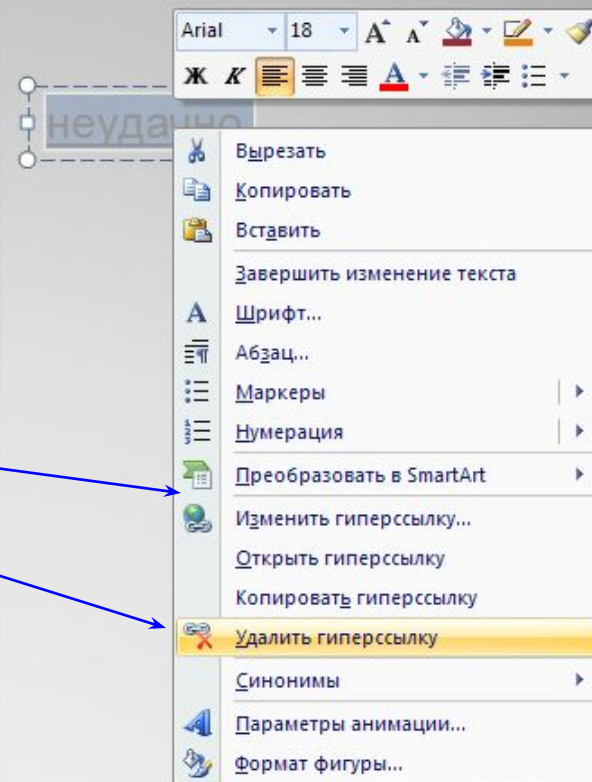 Arial 18 A A
Ж К A
неудачно
Вырезать
Копировать
Вставить
Завершить изменение текста
А Шрифт...
Абзац...
Маркеры
Нумерация
Преобразовать в SmartArt
Изменить гиперссылку...
Открыть гиперссылку
Копировать гиперссылку
Удалить гиперссылку
Синонимы
Параметры анимации...
Формат фигуры...